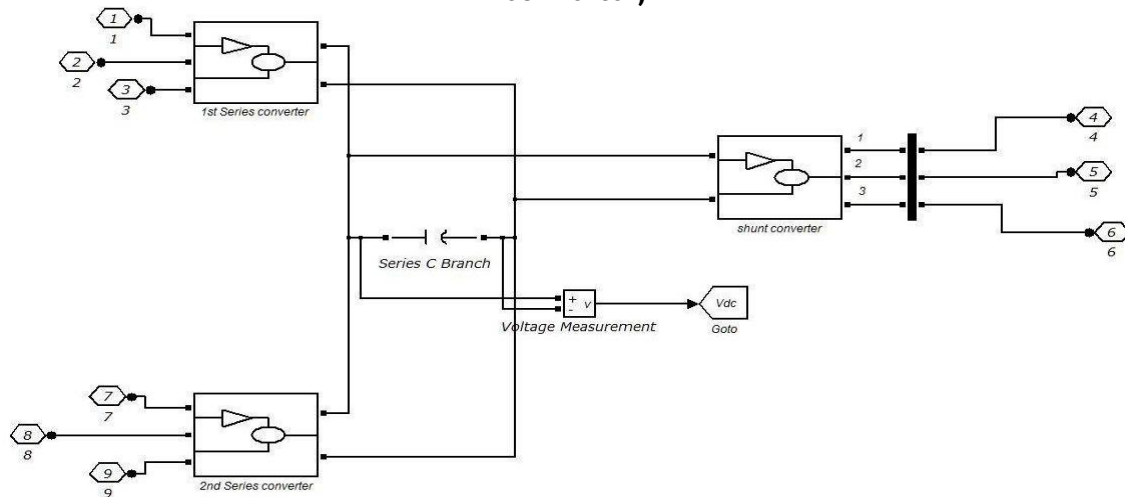 1
1
2
2
3
3
1st Series converter
1
2
3
4
4
5
5
6
6
shunt converter
Series C Branch
+
-
v
Voltage Measurement
Vdc
Goto
7
7
8
8
9
9
2nd Series converter